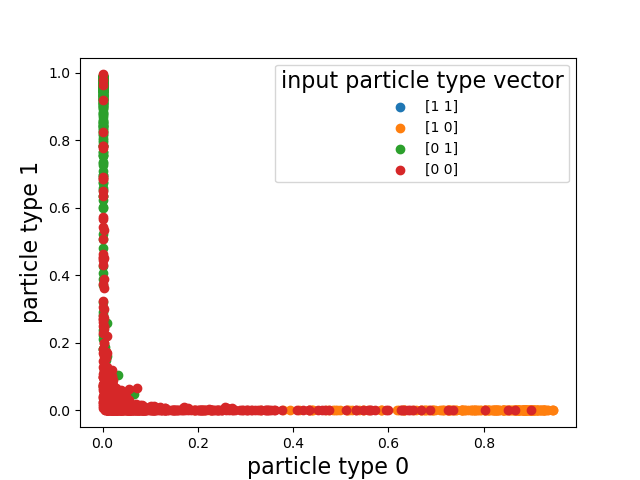 input particle type vector
[1 1]
[1 0]
[0 1]
[0 0]
particle type 1
1.0
0.8
0.6
0.4
0.2
0.0
0.0 0.2 0.4 0.6 0.8
particle type 0